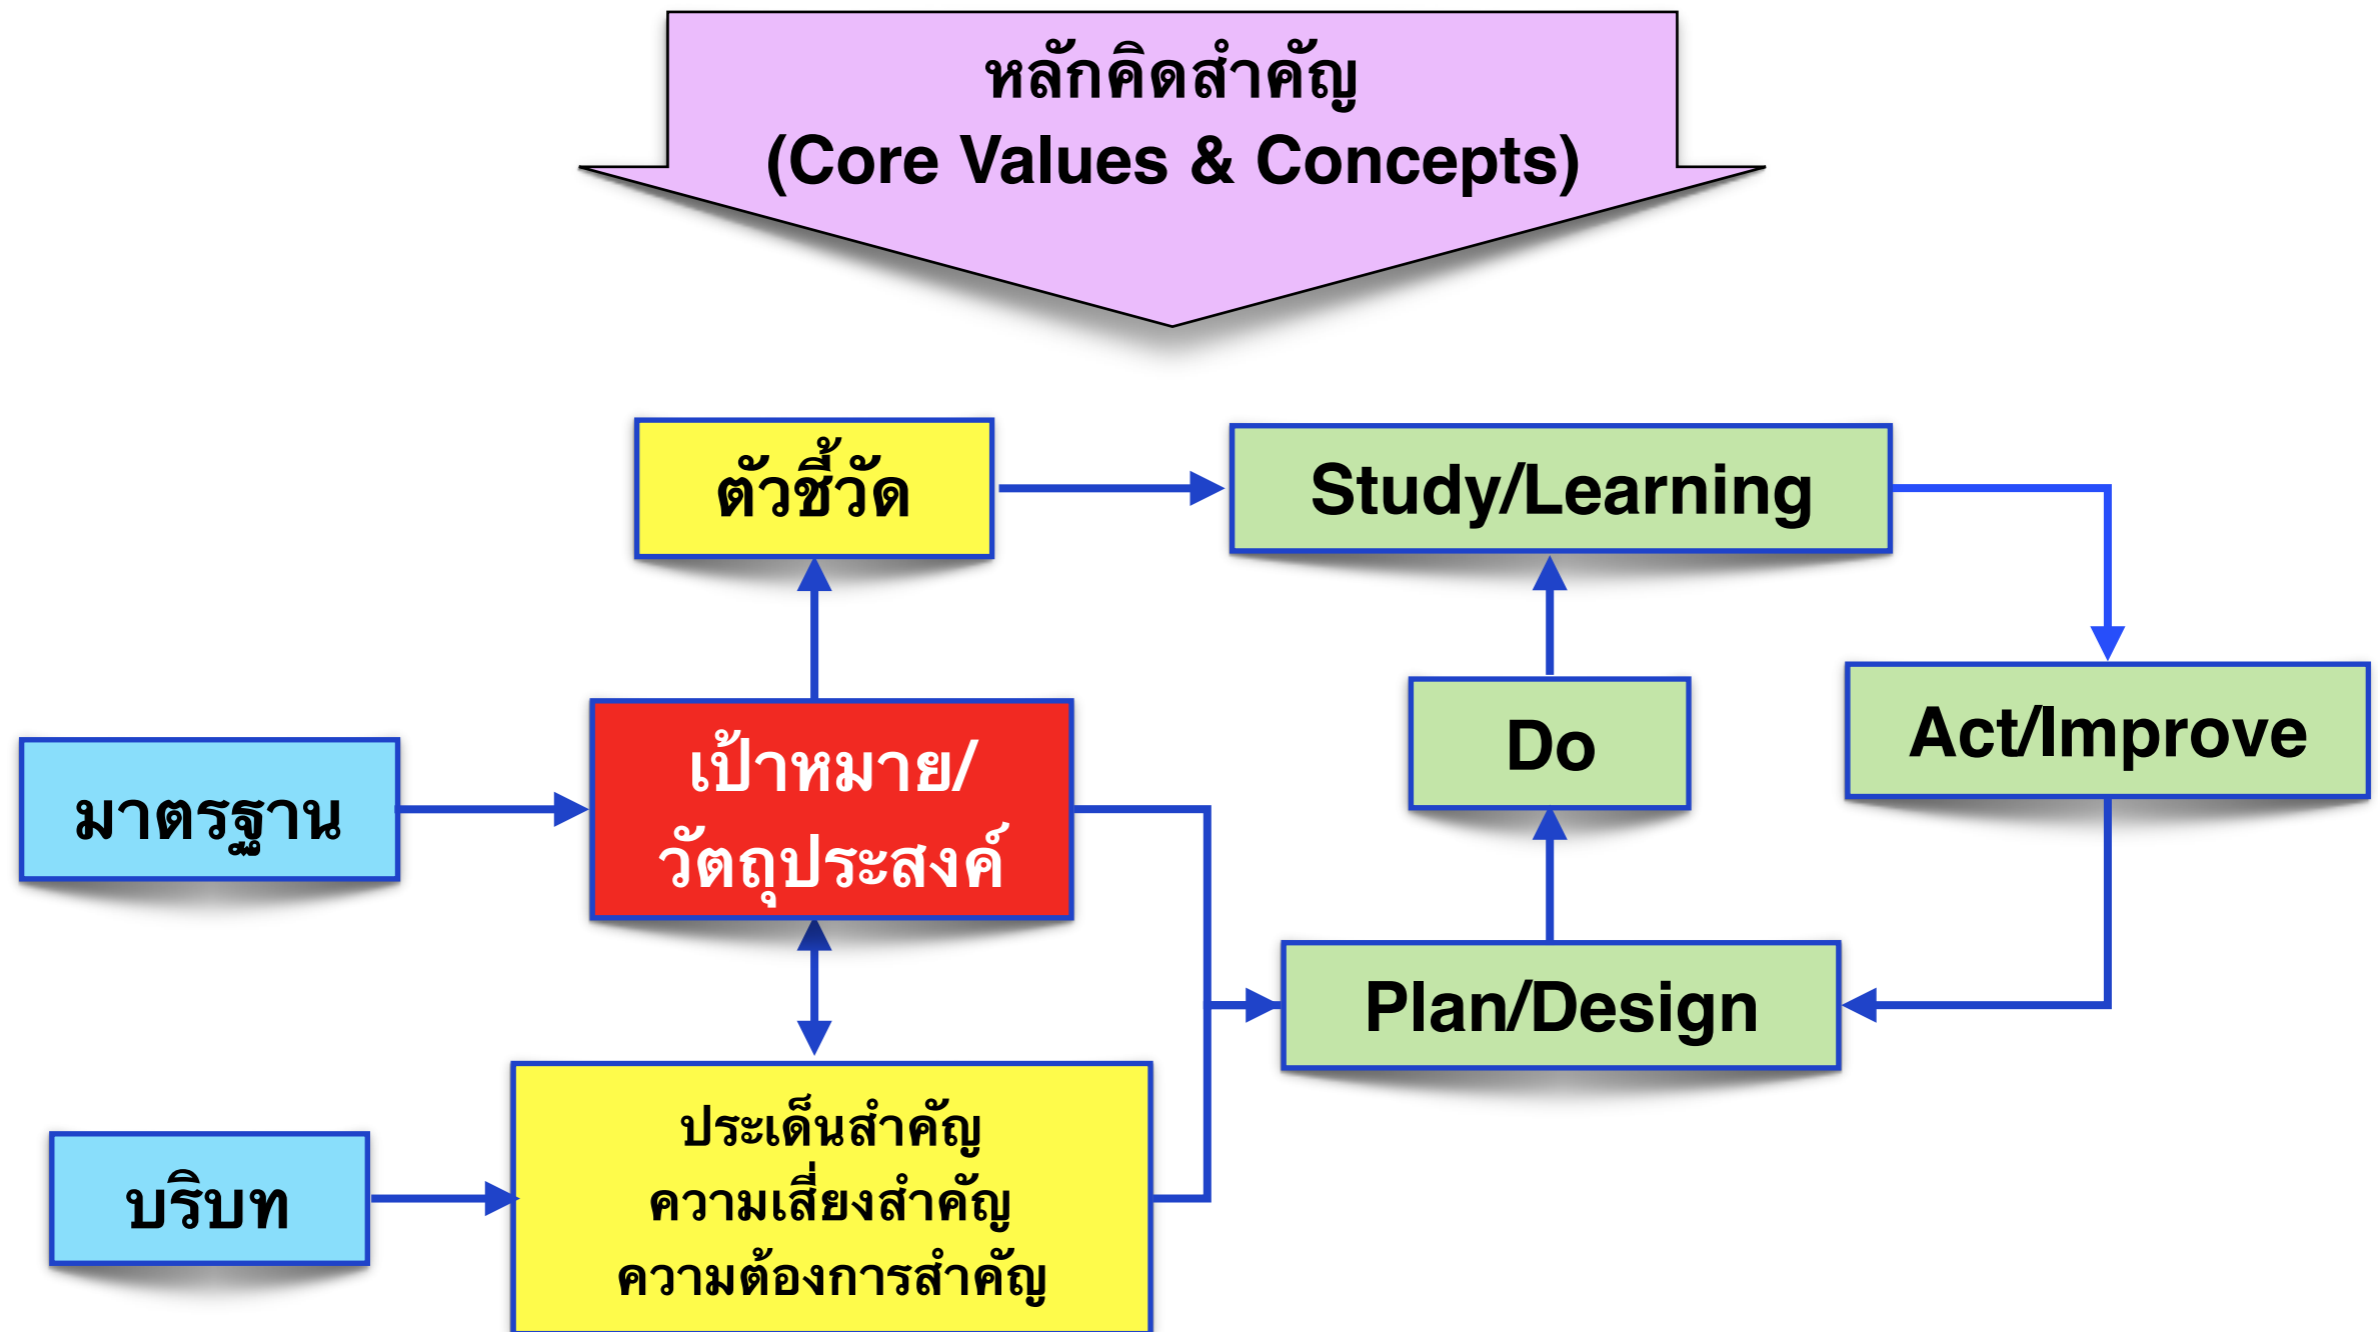 หลักคิดสำคัญ
(Core Values & Concepts)
ตัวชี้วัด
Study/Learning
เป้าหมาย/
วัตถุประสงค์
Do
Act/Improve
มาตรฐาน
Plan/Design
ประเด็นสำคัญ
ความเสี่ยงสำคัญ
ความต้องการสำคัญ
บริบท